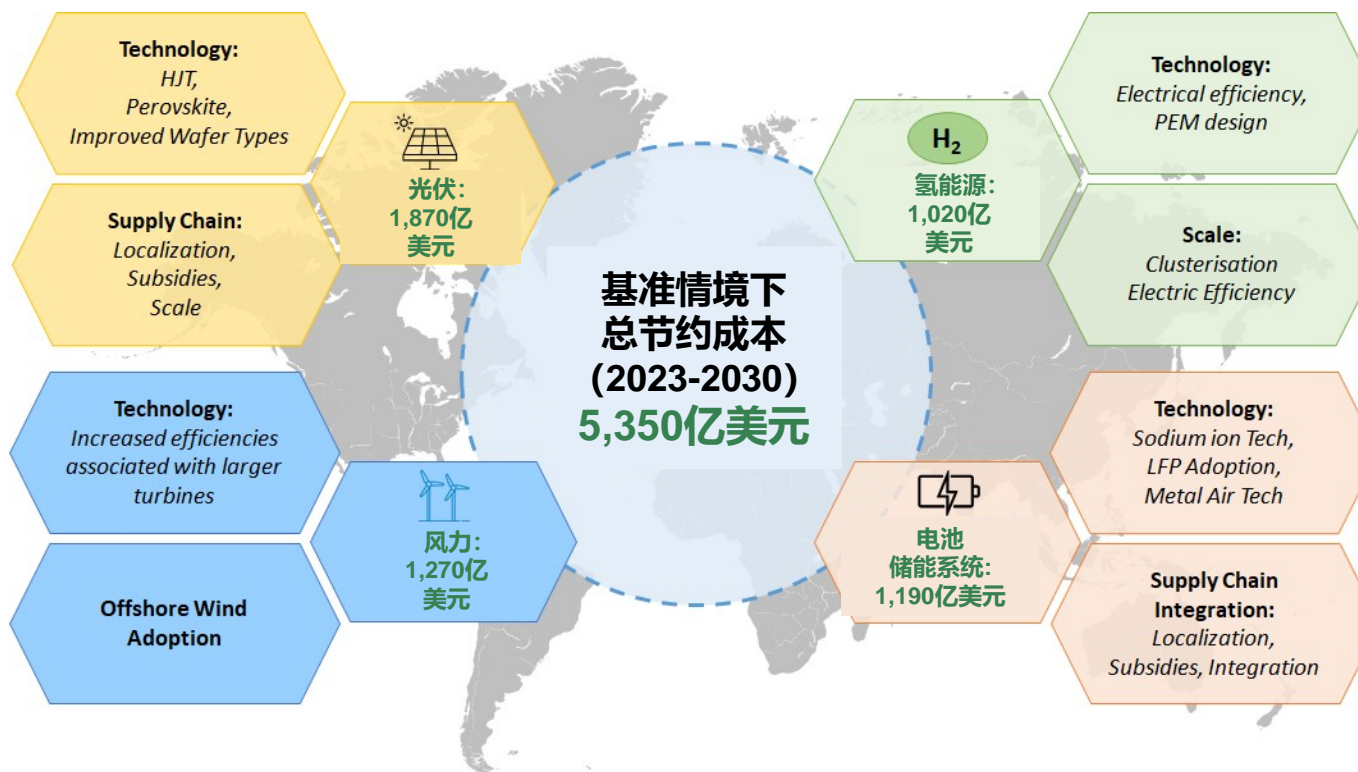 Technology:
HJT,
Perovskite,
Improved Wafer Types
Supply Chain:
Localization,
Subsidies,
Scale
光伏：
1,870亿
美元
Technology:
Increased efficiencies
associated with larger
turbines
Offshore Wind
Adoption
风力：
1,270亿
美元
基准情境下
总节约成本
（2023-2030）
5,350亿美元
H₂
氢能源：
1,020亿
美元
Technology:
Electrical efficiency,
PEM design
Scale:
Clusterisation
Electric Efficiency
电池
储能系统:
1,190亿美元
Technology:
Sodium ion Tech,
LFP Adoption,
Metal Air Tech
Supply Chain
Integration:
Localization,
Subsidies, Integration